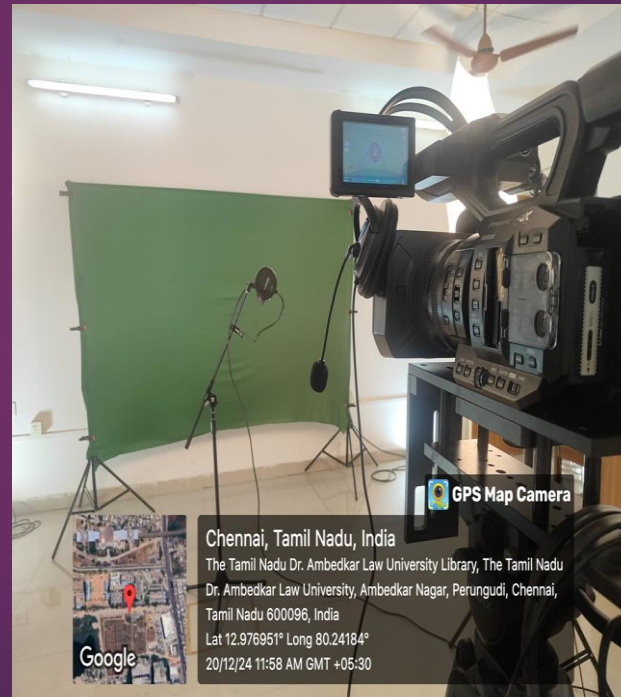 GPS Map Camera
Chennai, Tamil Nadu, India
The Tamil Nadu Dr. Ambedkar Law University Library, The Tamil Nadu
Dr. Ambedkar Law University, Ambedkar Nagar, Perungudi, Chennai,
Tamil Nadu 600096, India
Lat 12.976951° Long 80.24184°
20/12/24 11:58 AM GMT +05:30
Google